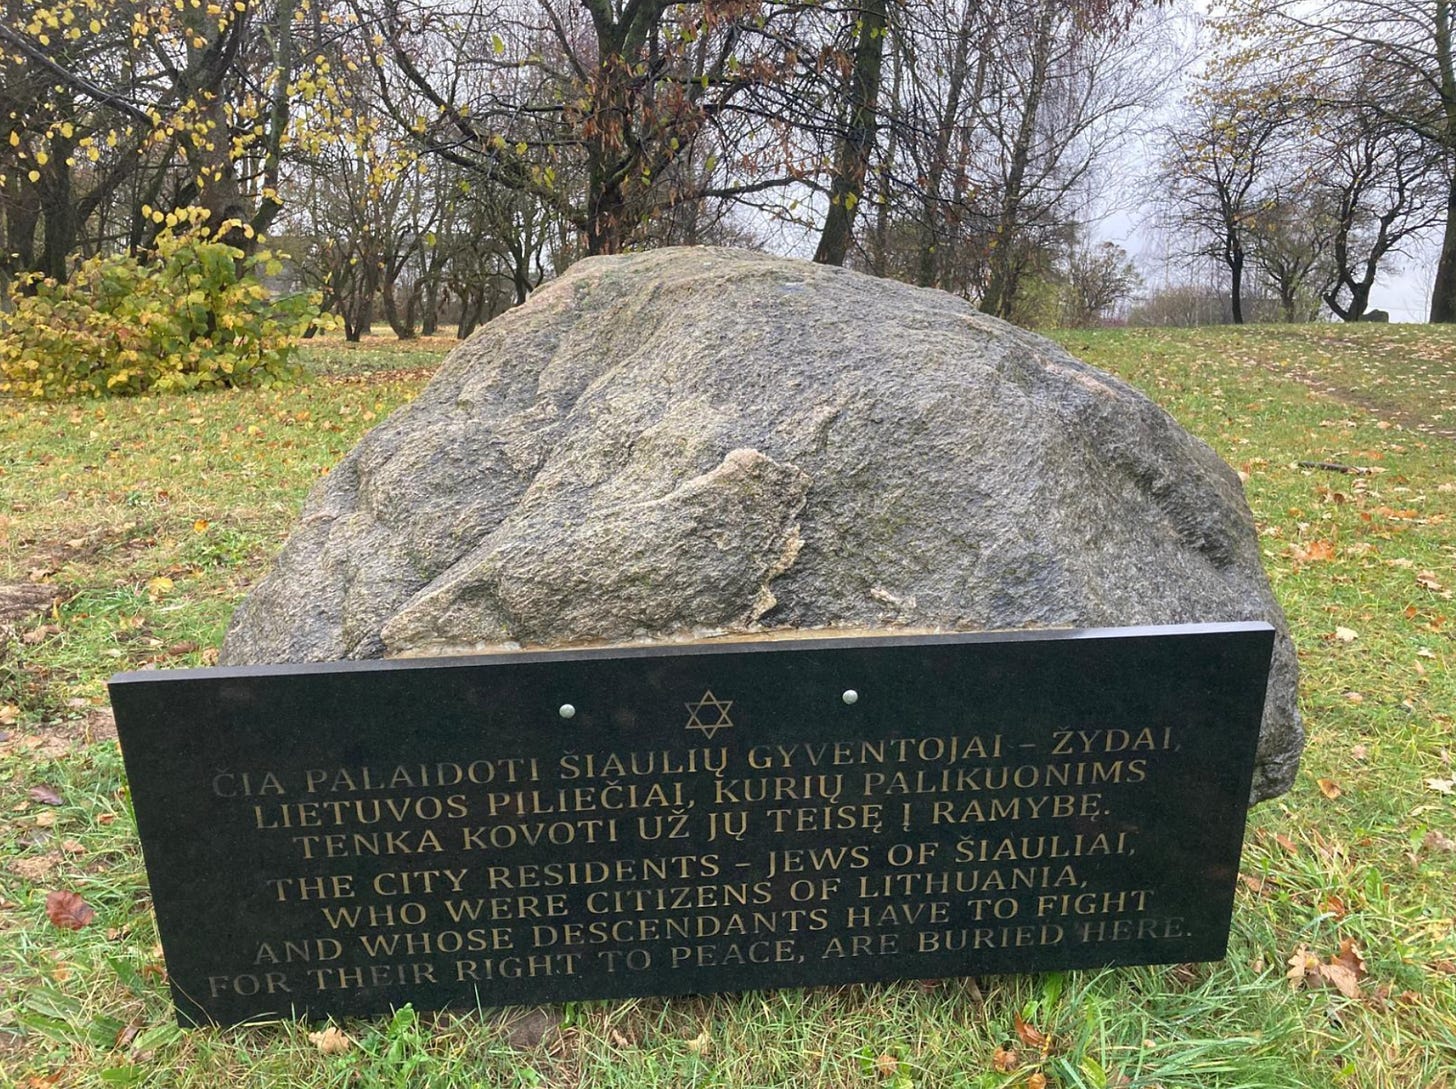 ČIA PALAIDOTI ŠIAULIŲ GYVENTOJAI – ŽYDAI,
LIETUVOS PILIEČIAI, KURIŲ PALIKUONIMS
TENKA KOVOTI UŽ JŲ TEISĘ Į RAMYBĘ.
THE CITY RESIDENTS – JEWS OF ŠIAULIAI,
WHO WERE CITIZENS OF LITHUANIA,
AND WHOSE DESCENDANTS HAVE TO FIGHT
FOR THEIR RIGHT TO PEACE, ARE BURIED HERE.